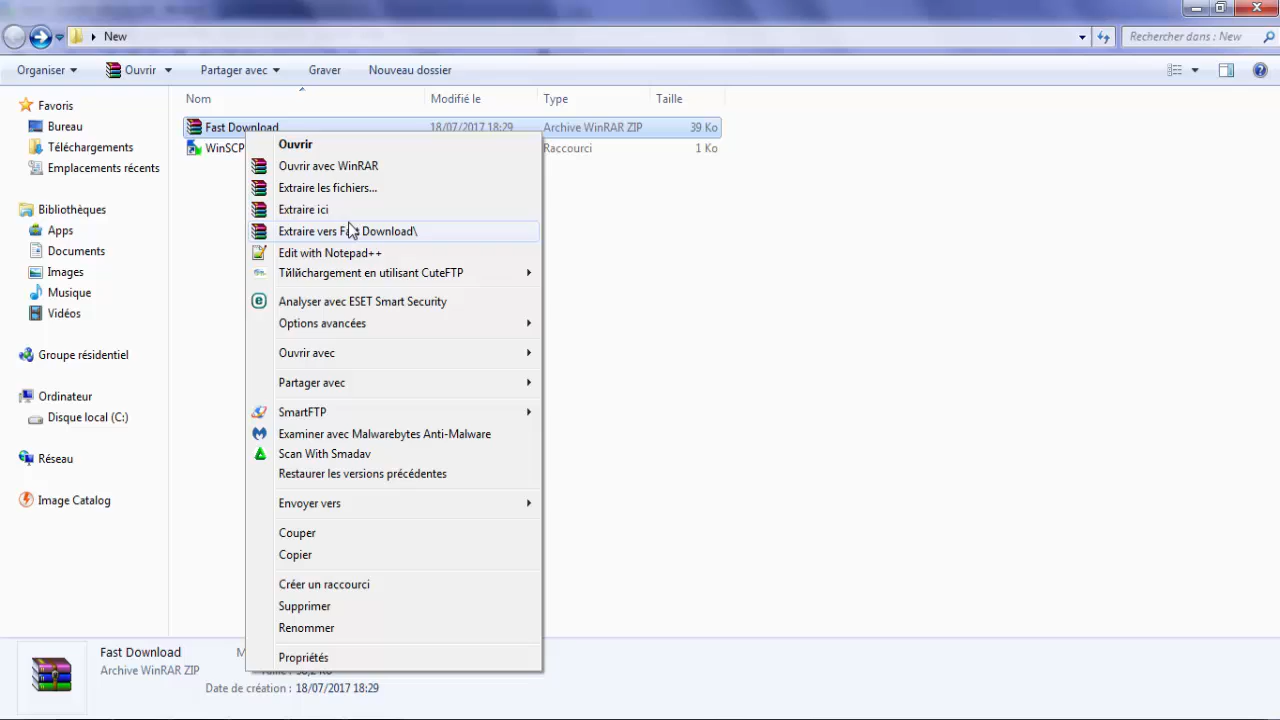 New
Rechercher dans : New
Organiser Ouvrir Partager avec Graver Nouveau dossier
Nom Modifié le Type Taille
Favoris
Bureau
Téléchargements
Emplacements récents
Bibliothèques
Apps
Documents
Images
Musique
Vidéos
Groupe résidentiel
Ordinateur
Disque local (C:)
Réseau
Image Catalog
Fast Download 18/07/2017 18:29 Archive WinRAR ZIP 39 Ko
WinSCP Raccourci 1 Ko
Ouvrir
Ouvrir avec WinRAR
Extraire les fichiers...
Extraire ici
Extraire vers Fast Download\
Edit with Notepad++
Tйlйchargement en utilisant CuteFTP
Analyser avec ESET Smart Security
Options avancées
Ouvrir avec
Partager avec
SmartFTP
Examiner avec Malwarebytes Anti-Malware
Scan With Smadav
Restaurer les versions précédentes
Envoyer vers
Couper
Copier
Créer un raccourci
Supprimer
Renommer
Propriétés
Fast Download
Archive WinRAR ZIP
Date de création : 18/07/2017 18:29